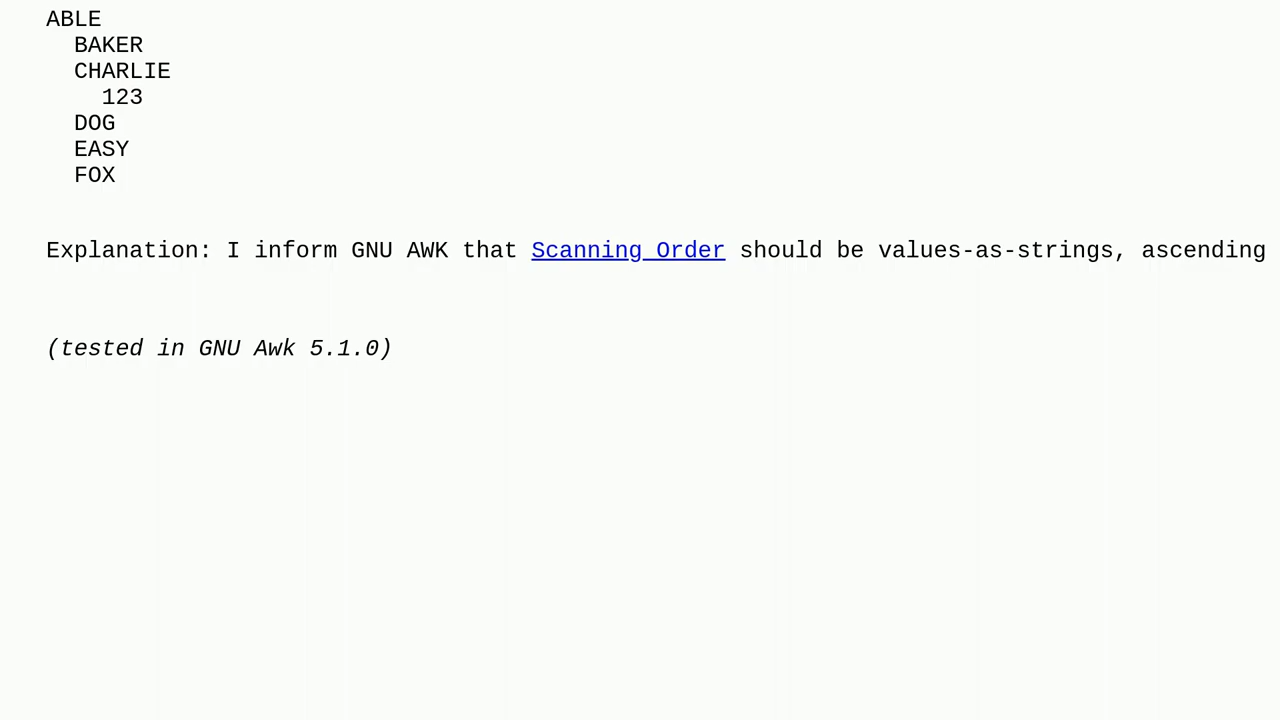 ABLE
  BAKER
  CHARLIE
    123
  DOG
  EASY
  FOX
Explanation: I inform GNU AWK that Scanning Order should be values-as-strings, ascending
(tested in GNU Awk 5.1.0)